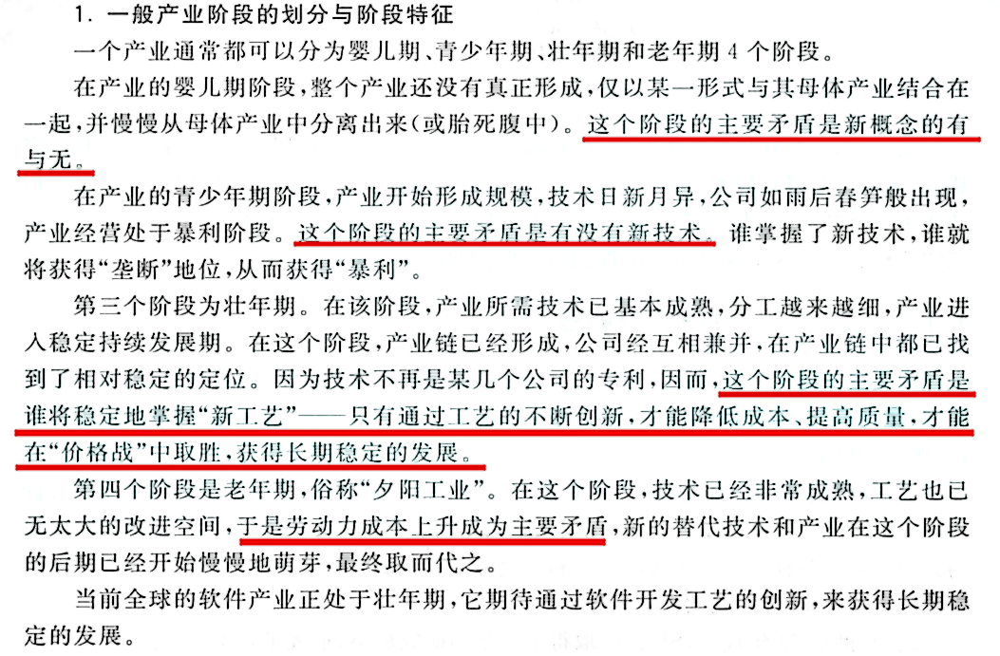 1. 一般产业阶段的划分与阶段特征
一个产业通常都可以分为婴儿期、青少年期、壮年期和老年期 4 个阶段。
在产业的婴儿期阶段,整个产业还没有真正形成,仅以某一形式与其母体产业结合在
一起,并慢慢从母体产业中分离出来(或胎死腹中)。这个阶段的主要矛盾是新概念的有
与无。
在产业的青少年期阶段,产业开始形成规模,技术日新月异,公司如雨后春笋般出现,
产业经营处于暴利阶段。这个阶段的主要矛盾是有没有新技术。谁掌握了新技术,谁就
将获得“垄断”地位,从而获得“暴利”。
第三个阶段为壮年期。在该阶段,产业所需技术已基本成熟,分工越来越细,产业进
入稳定持续发展期。在这个阶段,产业链已经形成,公司经互相兼并,在产业链中都已找
到了相对稳定的定位。因为技术不再是某几个公司的专利,因而,这个阶段的主要矛盾是
谁将稳定地掌握“新工艺”——只有通过工艺的不断创新,才能降低成本、提高质量,才能
在“价格战”中取胜,获得长期稳定的发展。
第四个阶段是老年期,俗称“夕阳工业”。在这个阶段,技术已经非常成熟,工艺也已
无太大的改进空间,于是劳动力成本上升成为主要矛盾,新的替代技术和产业在这个阶段
的后期已经开始慢慢地萌芽,最终取而代之。
当前全球的软件产业正处于壮年期,它期待通过软件开发工艺的创新,来获得长期稳
定的发展。